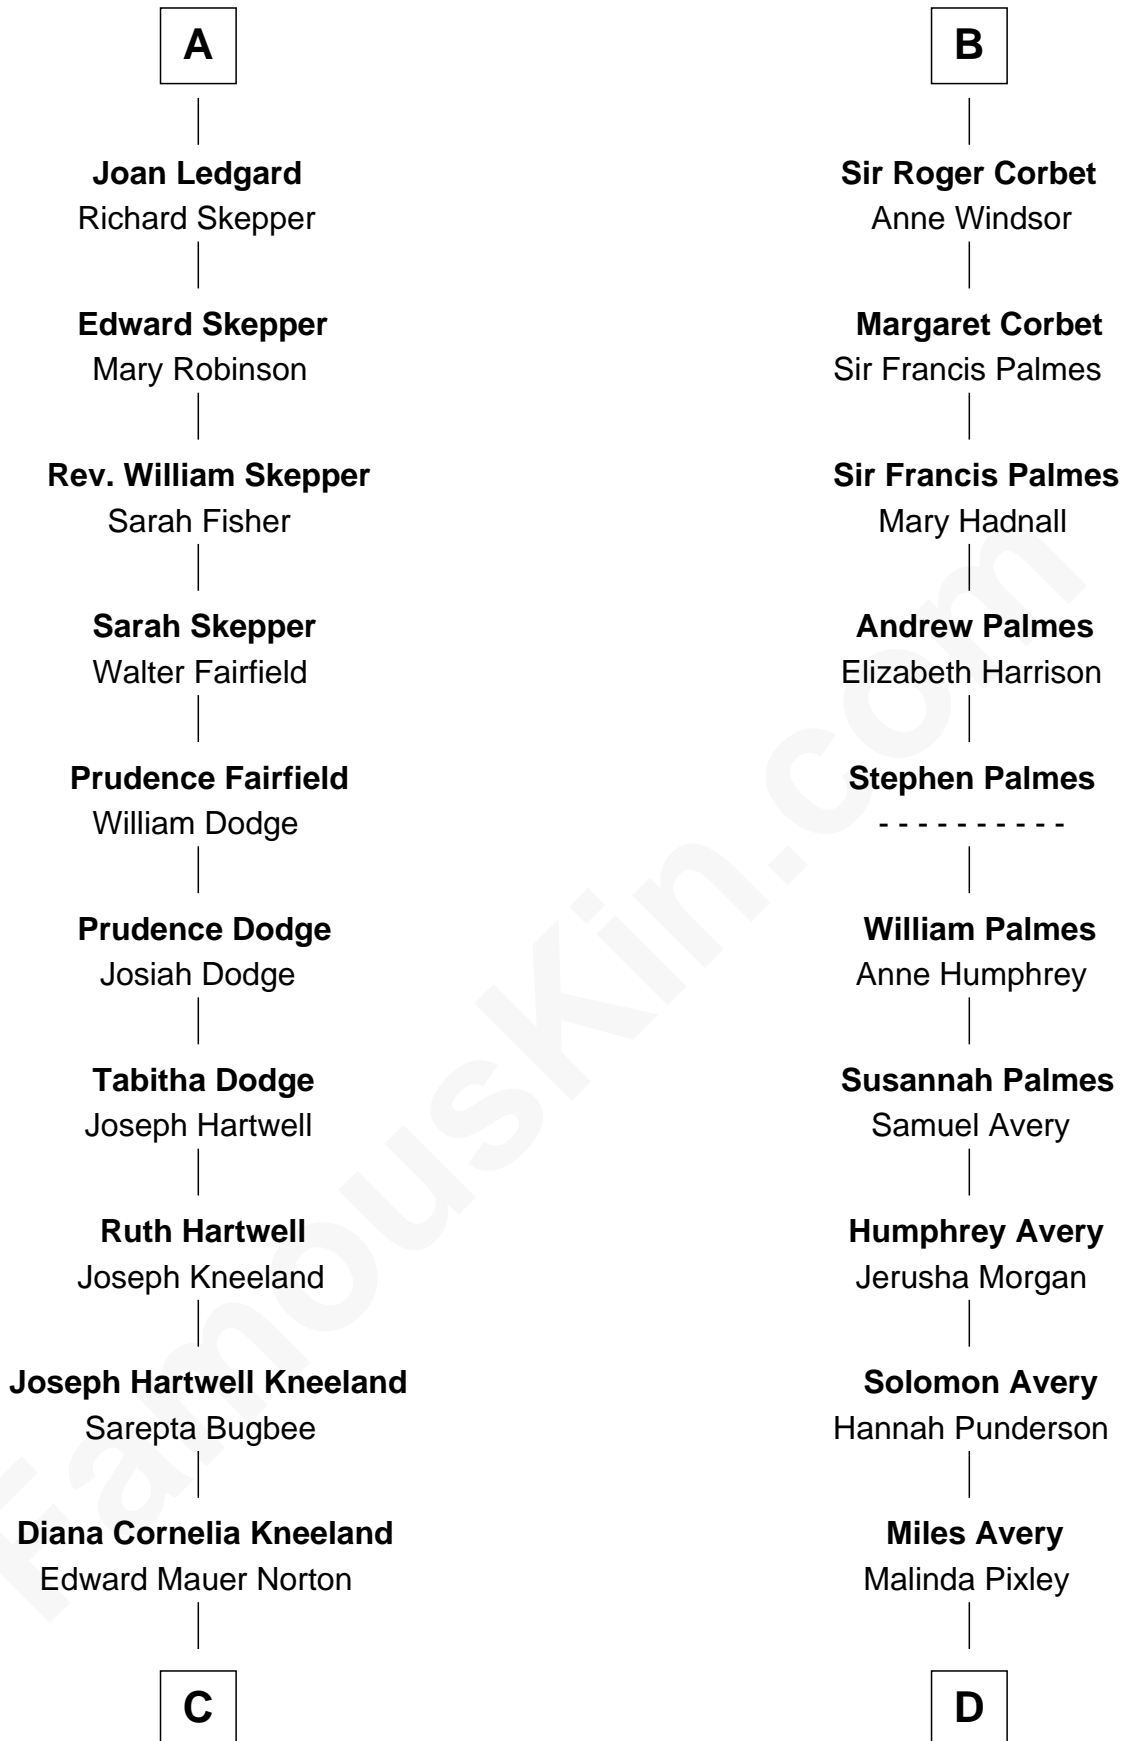 A
Joan Ledgard
Richard Skepper
Edward Skepper
Mary Robinson
Rev. William Skepper
Sarah Fisher
Sarah Skepper
Walter Fairfield
Prudence Fairfield
William Dodge
Prudence Dodge
Josiah Dodge
Tabitha Dodge
Joseph Hartwell
Ruth Hartwell
Joseph Kneeland
Joseph Hartwell Kneeland
Sarepta Bugbee
Diana Cornelia Kneeland
Edward Mauer Norton
C
B
Sir Roger Corbet
Anne Windsor
Margaret Corbet
Sir Francis Palmes
Sir Francis Palmes
Mary Hadnall
Andrew Palmes
Elizabeth Harrison
Stephen Palmes
- - - - - - - - - -
William Palmes
Anne Humphrey
Susannah Palmes
Samuel Avery
Humphrey Avery
Jerusha Morgan
Solomon Avery
Hannah Punderson
Miles Avery
Malinda Pixley
D
FamousKin.com